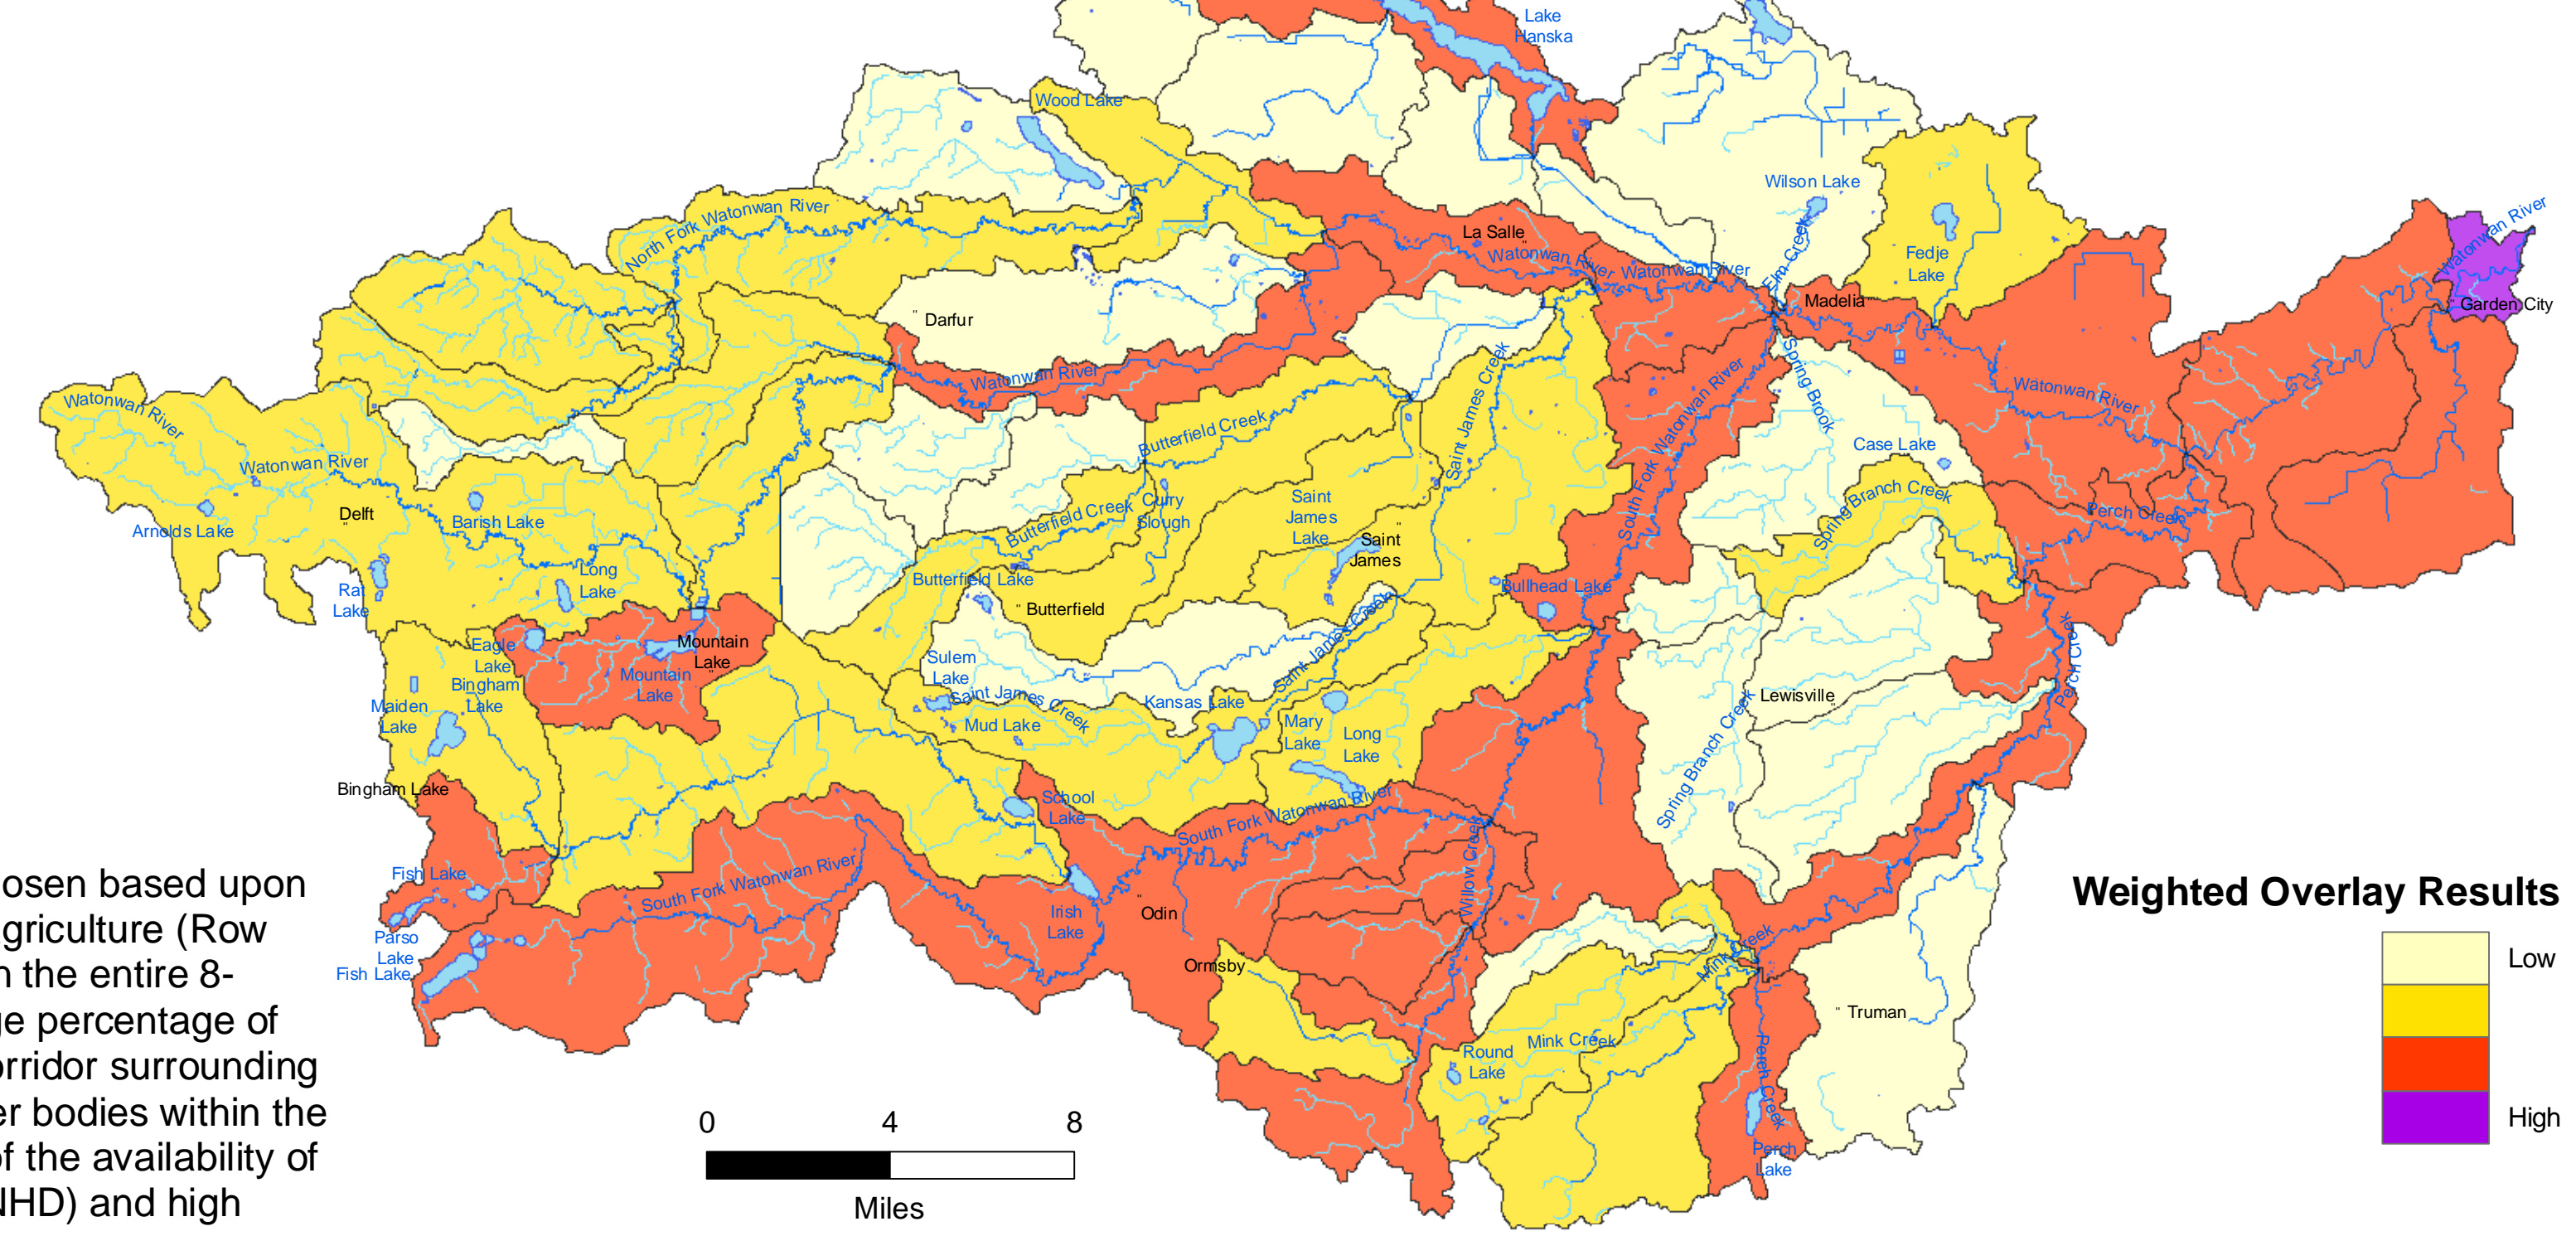 Lake
Hanska
Wood Lake
Wilson Lake
North Fork Watonwan River
La Salle
Watonwan River
Watonwan River
Elm Creek
Fedje
Lake
Madelia
Watonwan River
Garden City
Darfur
Watonwan River
Spring Brook
Watonwan River
Watonwan River
Watonwan River
Butterfield Creek
Saint James Creek
South Fork Watonwan River
Case Lake
Delft
Arnolds Lake
Barish Lake
Butterfield Creek
Curry
Slough
Saint
James
Lake
Saint
James
Spring Branch Creek
Perch Creek
Rat
Lake
Long
Lake
Butterfield Lake
Butterfield
Bullhead Lake
Eagle
Lake
Bingham
Lake
Mountain
Lake
Mountain
Lake
Maiden
Lake
Sulem
Lake
Saint James Creek
Saint James Creek
Mud Lake
Kansas Lake
Mary
Lake
Long
Lake
Lewisville
Perch Creek
Spring Branch Creek
Bingham Lake
School
Lake
South Fork Watonwan River
Willow Creek
Fish Lake
South Fork Watonwan River
Parso
Lake
Fish Lake
Irish
Lake
Odin
Ormsby
Mink Creek
Truman
Round
Lake
Mink Creek
Perch Creek
Perch
Lake
osen based upon
griculture (Row
n the entire 8-
ge percentage of
orridor surrounding
er bodies within the
of the availability of
NHD) and high
0 4 8
Miles
Weighted Overlay Results
Low
High